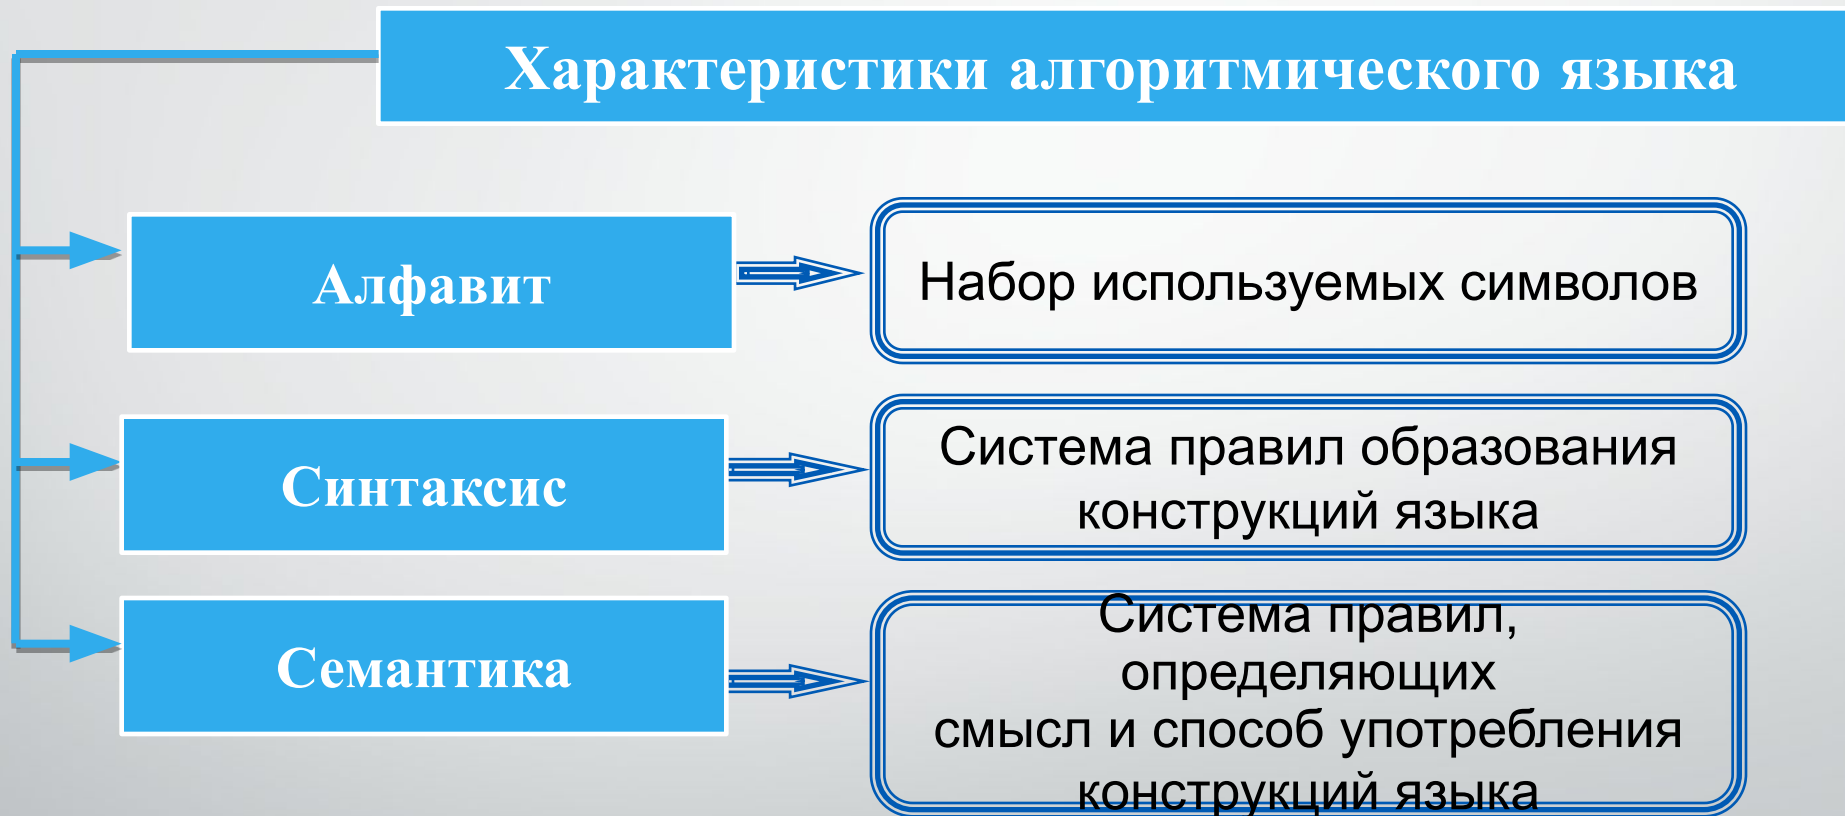 Характеристики алгоритмического языка
Алфавит
Набор используемых символов
Синтаксис
Система правил образования
конструкций языка
Семантика
Система правил,
определяющих
смысл и способ употребления
конструкций языка